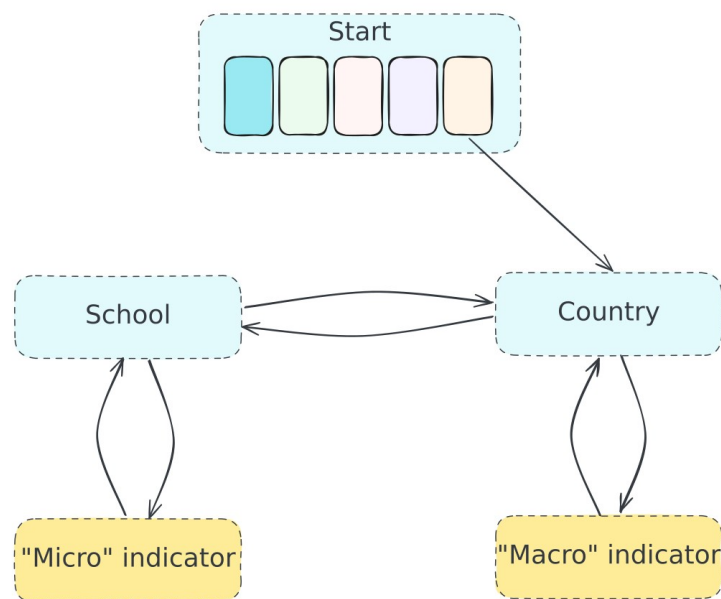 Start
School
Country
"Micro" indicator
"Macro" indicator